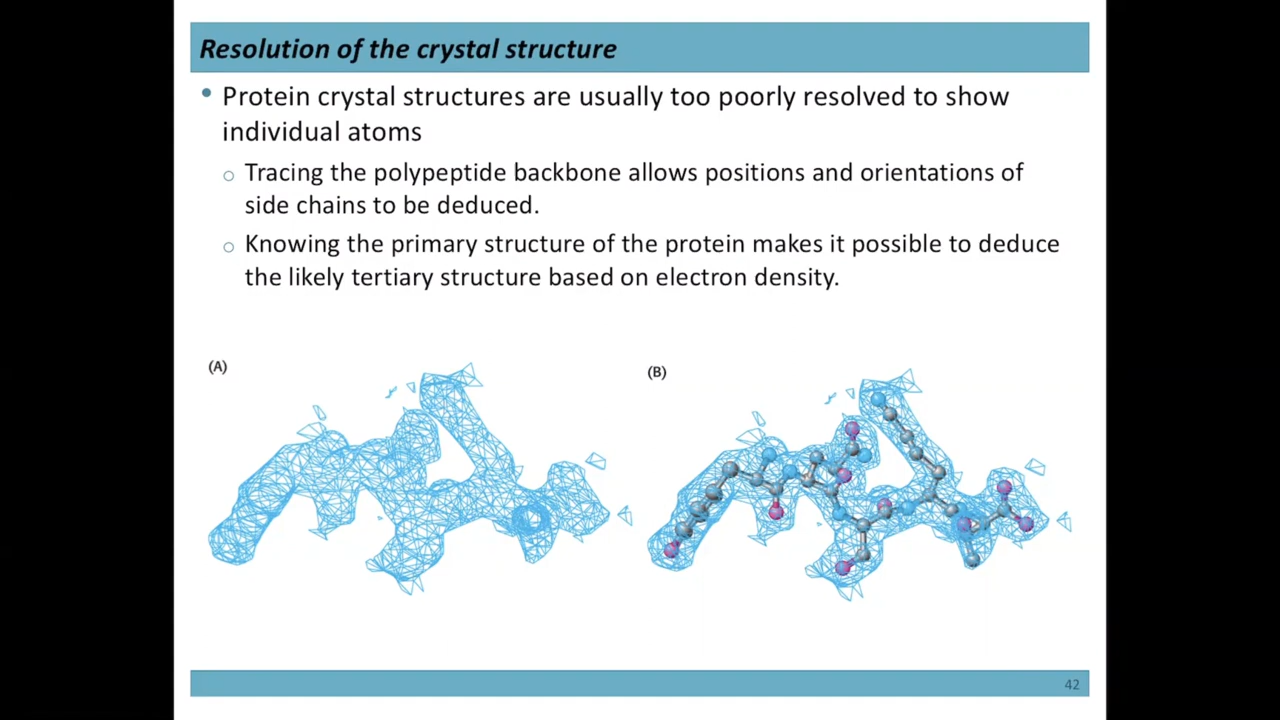 Resolution of the crystal structure
• Protein crystal structures are usually too poorly resolved to show
individual atoms
o Tracing the polypeptide backbone allows positions and orientations of
side chains to be deduced.
o Knowing the primary structure of the protein makes it possible to deduce
the likely tertiary structure based on electron density.
(A)
(B)
42